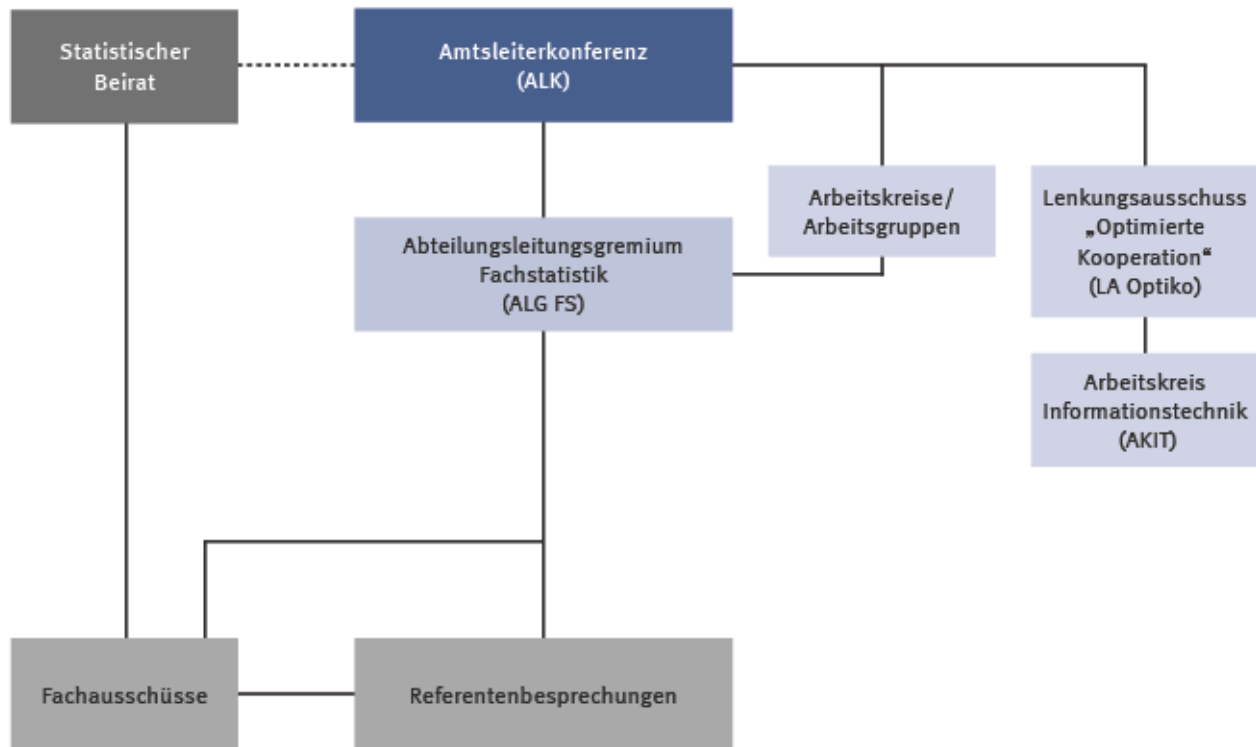 Statistischer
Beirat
Amtsleiterkonferenz
(ALK)
Arbeitskreise/
Arbeitsgruppen
Lenkungsausschuss
„Optimierte
Kooperation“
(LA Optiko)
Abteilungsleitungsgremium
Fachstatistik
(ALG FS)
Arbeitskreis
Informationstechnik
(AKIT)
Fachausschüsse
Referentenbesprechungen